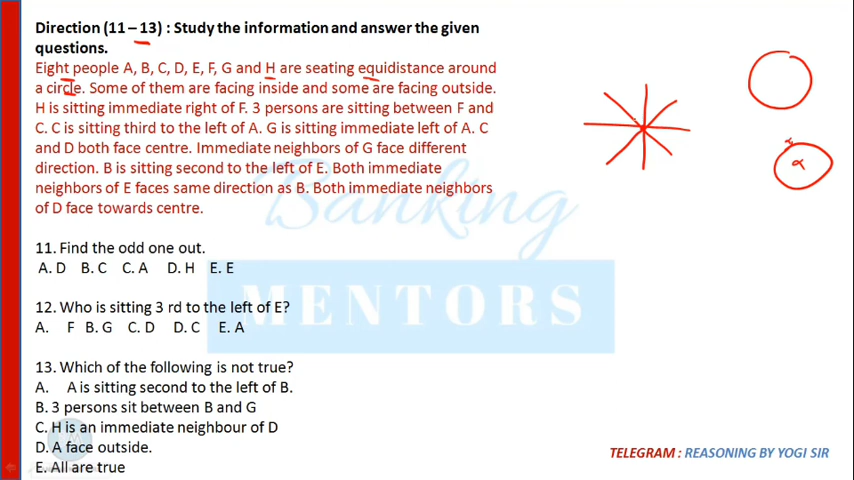 Direction (11 – 13) : Study the information and answer the given
questions.
Eight people A, B, C, D, E, F, G and H are seating equidistance around
a circle. Some of them are facing inside and some are facing outside.
H is sitting immediate right of F. 3 persons are sitting between F and
C. C is sitting third to the left of A. G is sitting immediate left of A. C
and D both face centre. Immediate neighbors of G face different
direction. B is sitting second to the left of E. Both immediate
neighbors of E faces same direction as B. Both immediate neighbors
of D face towards centre.
11. Find the odd one out.
A. D B. C C. A D. H E. E
12. Who is sitting 3 rd to the left of E?
A. F B. G C. D D. C E. A
13. Which of the following is not true?
A. A is sitting second to the left of B.
B. 3 persons sit between B and G
C. H is an immediate neighbour of D
D. A face outside.
E. All are true
Banking
MENTORS
TELEGRAM : REASONING BY YOGI SIR